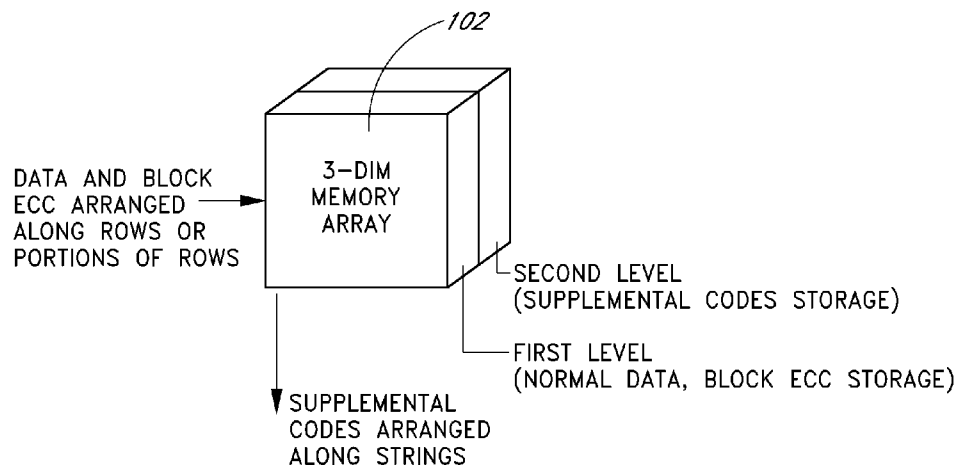 102
3-DIM
MEMORY
ARRAY
DATA AND BLOCK
ECC ARRANGED
ALONG ROWS OR
PORTIONS OF ROWS
SECOND LEVEL
(SUPPLEMENTAL CODES STORAGE)
FIRST LEVEL
(NORMAL DATA, BLOCK ECC STORAGE)
SUPPLEMENTAL
CODES ARRANGED
ALONG STRINGS